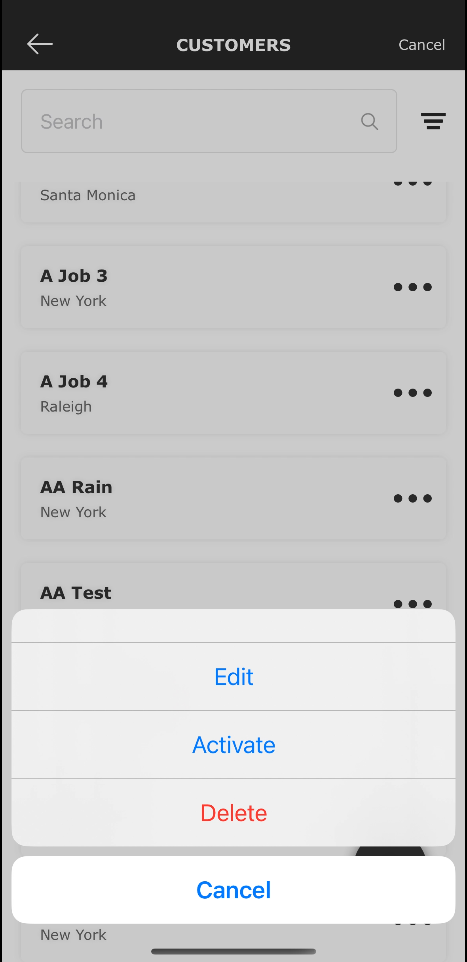 CUSTOMERS
Cancel
Search
Santa Monica
A Job 3
New York
A Job 4
Raleigh
AA Rain
New York
AA Test
Edit
Activate
Delete
Cancel
New York